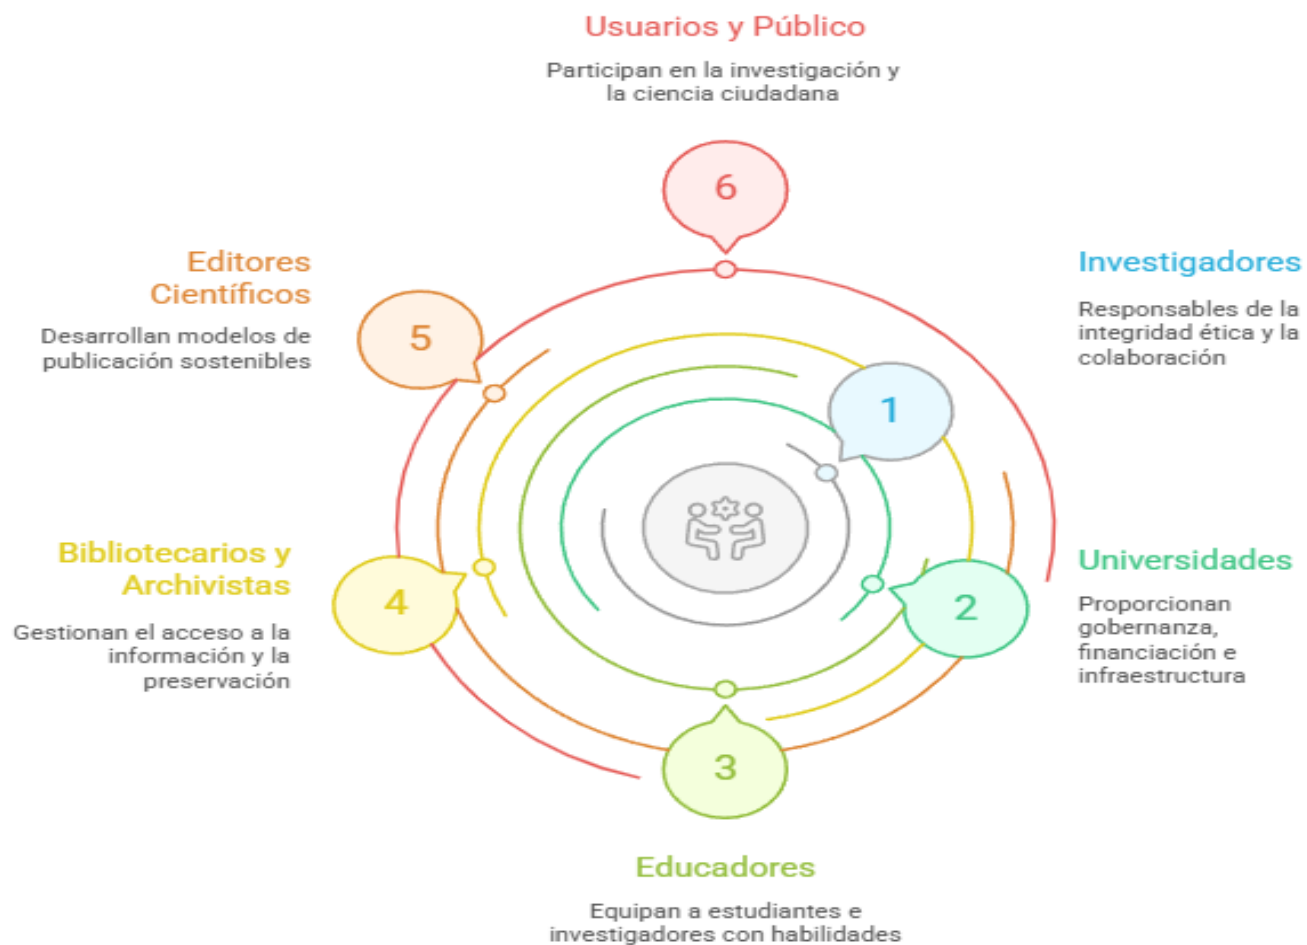 Usuarios y Público
Participan en la investigación y
la ciencia ciudadana
6
Editores
Científicos
Desarrollan modelos de
publicación sostenibles
5
Investigadores
Responsables de la
integridad ética y la
colaboración
1
Bibliotecarios y
Archivistas
Gestionan el acceso a la
información y la
preservación
4
Universidades
Proporcionan
gobernanza,
financiación e
infraestructura
2
3
Educadores
Equipan a estudiantes e
investigadores con habilidades